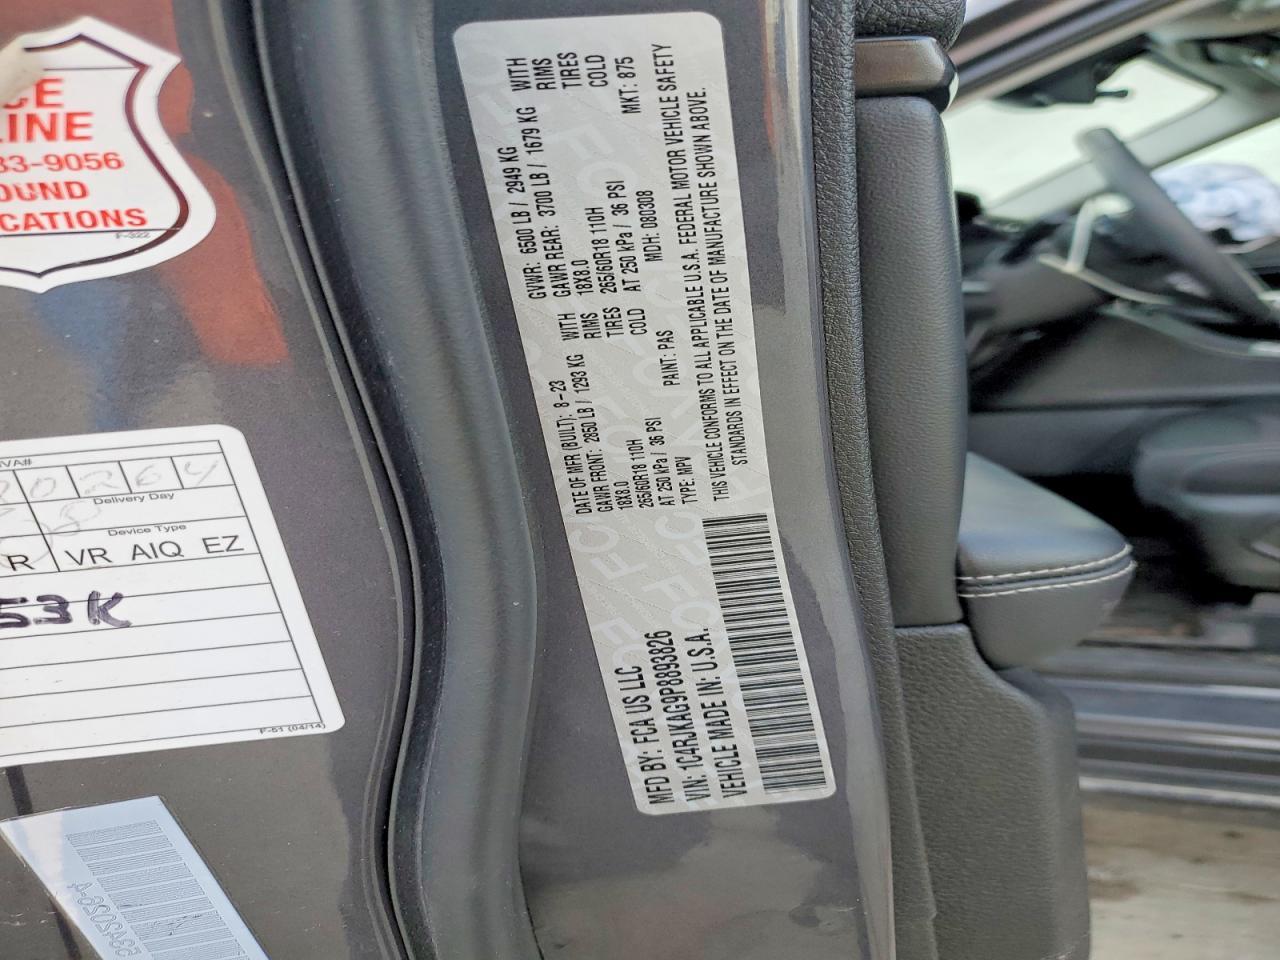 CE
LINE
33-9056
OUND
CATIONS
F-322
IVA#
Delivery Day
Device Type
R VR AIQ EZ
53K
F-51 (04/14)
MFD BY: FCA US LLC
DATE OF MFR (BUILT): 8-23
GVWR: 6500 LB / 2949 KG
GAWR FRONT: 2850 LB / 1293 KG WITH
18X8.0 RIMS
265/60R18 110H TIRES
AT 250 kPa / 36 PSI COLD
GAWR REAR: 3700 LB / 1679 KG WITH
18X8.0 RIMS
265/60R18 110H TIRES
AT 250 kPa / 36 PSI COLD
VIN: 1C4RJKAG9P8893826
TYPE: MPV
PAINT: PAS
MDH: 080308
MKT: 875
VEHICLE MADE IN: U.S.A.
THIS VEHICLE CONFORMS TO ALL APPLICABLE U.S.A. FEDERAL MOTOR VEHICLE SAFETY
STANDARDS IN EFFECT ON THE DATE OF MANUFACTURE SHOWN ABOVE.